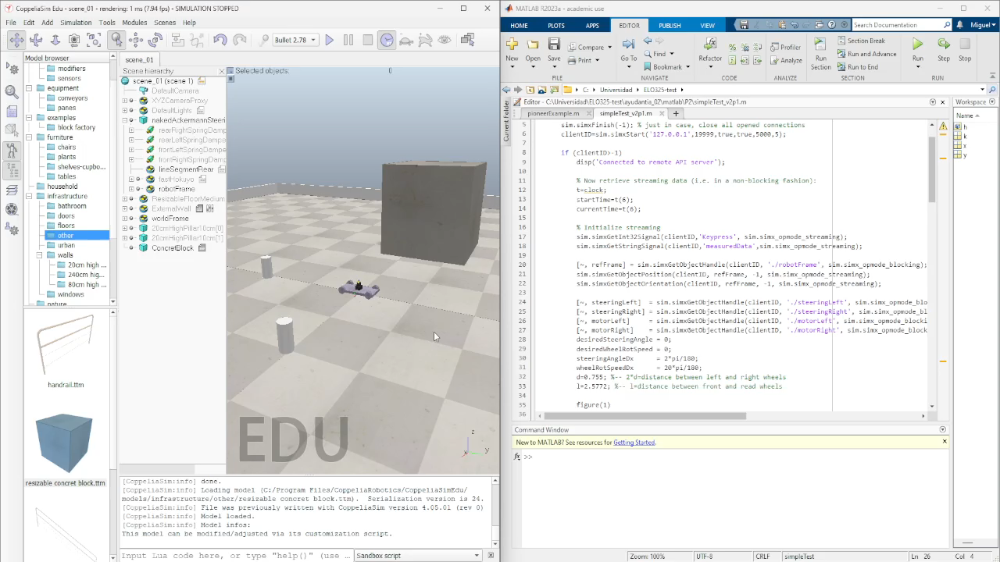 CoppeliaSim Edu - scene_01 - rendering: 1 ms (7.94 fps) - SIMULATION STOPPED
File Edit Add Simulation Tools Modules Scenes Help
Bullet 2.78
Model browser
modifiers
sensors
equipment
conveyors
panes
examples
block factory
furniture
chairs
plants
shelves-cupbo...
tables
household
infrastructure
bathroom
doors
floors
other
urban
walls
20cm high ...
240cm hig...
80cm high ...
windows
nature
handrail.ttm
resizable concret block.ttm
scene_01
Scene hierarchy
scene_01 (scene 1)
DefaultCamera
XYZCameraProxy
DefaultLights
nakedAckermannSteeri
rearRightSpringDampe
rearLeftSpringDamper
frontLeftSpringDampe
frontRightSpringDamp
lineSegmentRear
fastHokuyo
robotFrame
ResizableFloorMedium
ExternalWall
worldFrame
20cmHighPillar10cm[0]
20cmHighPillar10cm[1]
ConcretBlock
Selected objects: 0
EDU
z
y
[CoppeliaSim:info] done.
[CoppeliaSim:info] Loading model (C:/Program Files/CoppeliaRobotics/CoppeliaSimEdu/
models/infrastructure/other/resizable concret block.ttm). Serialization version is 24.
[CoppeliaSim:info] File was previously written with CoppeliaSim version 4.05.01 (rev 0)
[CoppeliaSim:info] Model loaded.
[CoppeliaSim:info] Model infos:
This model can be modified/adjusted via its customization script.
Input Lua code here, or type "help()" (use ...
Sandbox script
MATLAB R2023a - academic use
HOME PLOTS APPS EDITOR PUBLISH VIEW
Search Documentation
Miguel
New Open Save Compare Print
Go To Find Bookmark
Refactor
Profiler
Analyze
Run Section
Section Break
Run and Advance
Run to End
Run Step Stop
FILE NAVIGATE CODE ANALYZE SECTION RUN
C: Universidad ELO325-test
Current Folder
Editor - C:\Universidad\ELO325-test\ayudantia_02\matlab\P2\simpleTest_v2p1.m
pioneerExample.m simpleTest_v2p1.m
5 sim.simxFinish(-1); % just in case, close all opened connections
6 clientID=sim.simxStart('127.0.0.1',19999,true,true,5000,5);
7
8 if (clientID>-1)
9 disp('Connected to remote API server');
10
11 % Now retrieve streaming data (i.e. in a non-blocking fashion):
12 t=clock;
13 startTime=t(6);
14 currentTime=t(6);
15
16 % Initialize streaming
17 sim.simxGetInt32Signal(clientID,'Keypress', sim.simx_opmode_streaming);
18 sim.simxGetStringSignal(clientID,'measuredData',sim.simx_opmode_streaming);
19
20 [~, refFrame] = sim.simxGetObjectHandle(clientID, './robotFrame', sim.simx_opmode_blocking);
21 sim.simxGetObjectPosition(clientID, refFrame, -1, sim.simx_opmode_streaming);
22 sim.simxGetObjectOrientation(clientID, refFrame, -1, sim.simx_opmode_streaming);
23
24 [~, steeringLeft] = sim.simxGetObjectHandle(clientID, './steeringLeft', sim.simx_opmode_blo
25 [~, steeringRight] = sim.simxGetObjectHandle(clientID, './steeringRight', sim.simx_opmode_bl
26 [~, motorLeft] = sim.simxGetObjectHandle(clientID, './motorLeft', sim.simx_opmode_blocki
27 [~, motorRight] = sim.simxGetObjectHandle(clientID, './motorRight', sim.simx_opmode_block
28 desiredSteeringAngle = 0;
29 desiredWheelRotSpeed = 0;
30 steeringAngleDx = 2*pi/180;
31 wheelRotSpeedDx = 20*pi/180;
32 d=0.755; %-- 2*d=distance between left and right wheels
33 l=2.5772; %-- l=distance between front and read wheels
34
35 figure(1)
36
Workspace
Name
h
k
x
y
Command Window
New to MATLAB? See resources for Getting Started.
fx >>
Zoom: 100% UTF-8 CRLF simpleTest Ln 26 Col 4